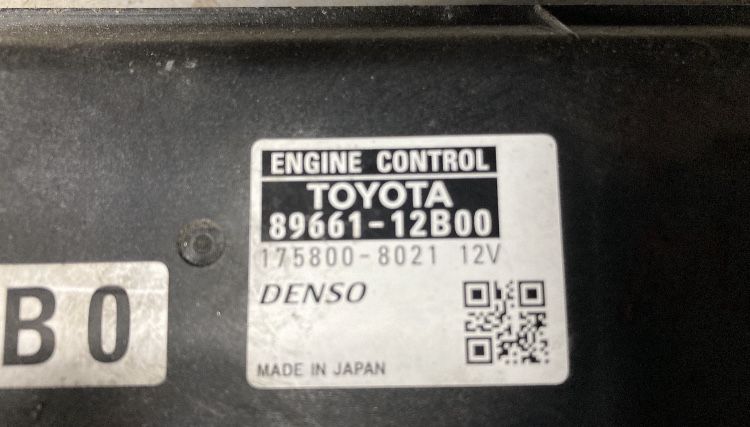 ENGINE CONTROL
TOYOTA
89661-12B00
175800-8021 12V
DENSO
MADE IN JAPAN
B0